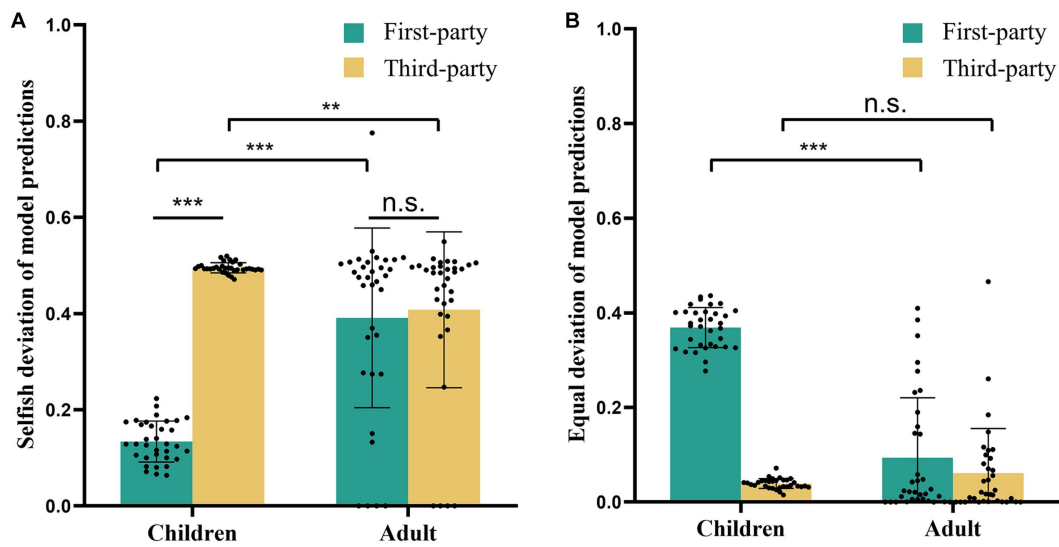 A
Selfish deviation of model predictions
1.0
0.8
0.6
0.4
0.2
0.0
First-party
Third-party
**
***
***
n.s.
Children
Adult
B
Equal deviation of model predictions
1.0
0.8
0.6
0.4
0.2
0.0
First-party
Third-party
n.s.
***
Children
Adult